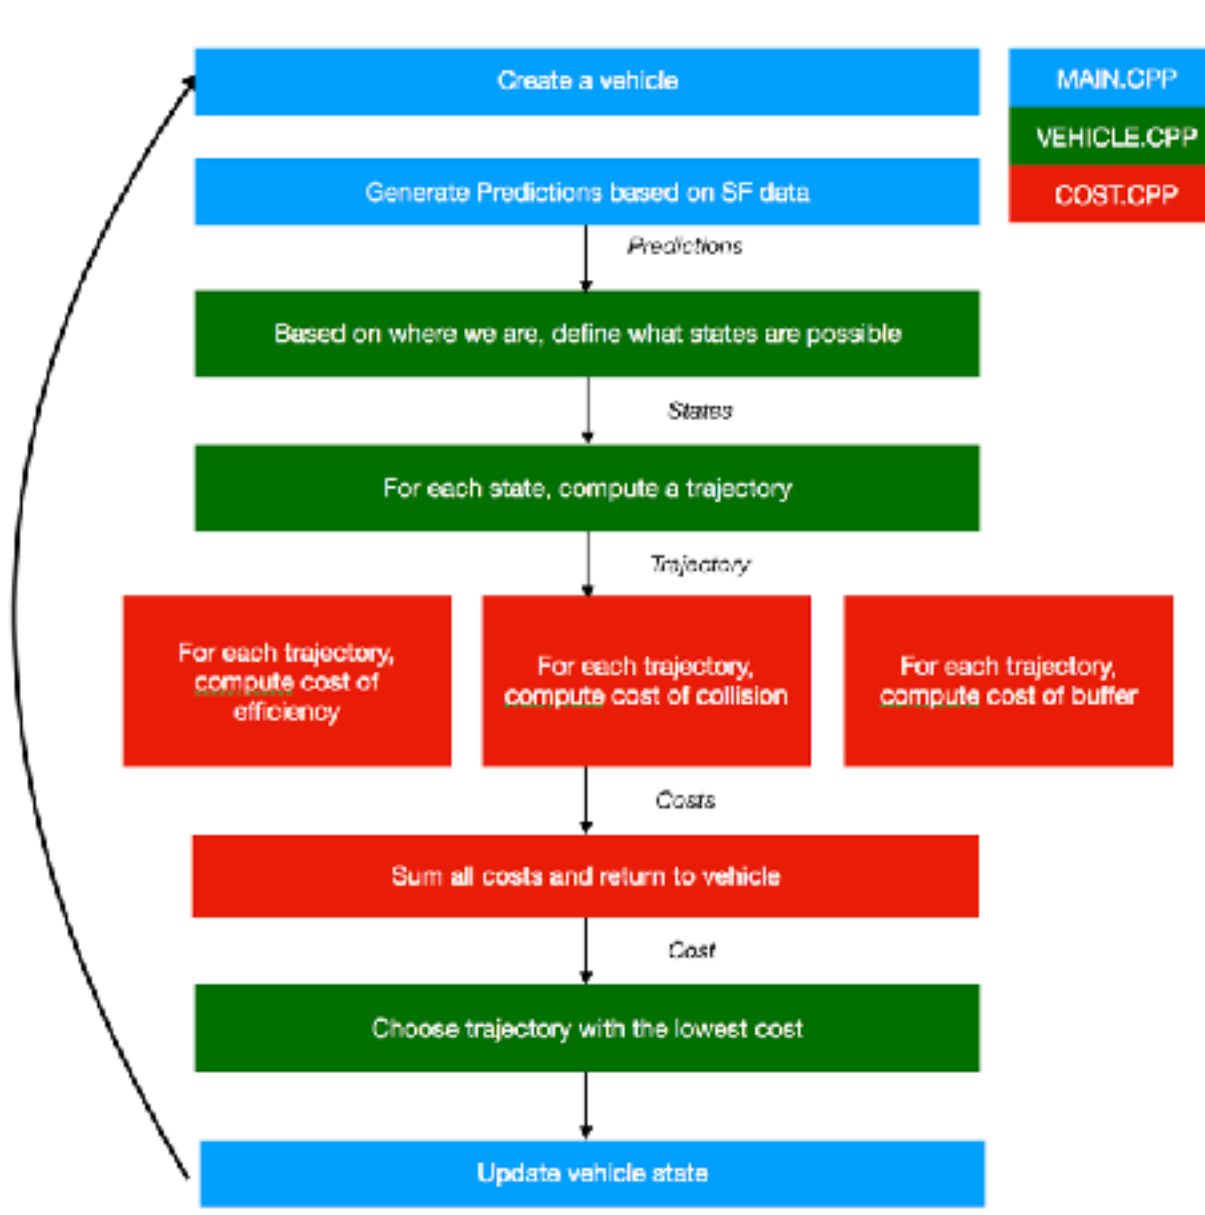 Create a vehicle
MAIN.CPP
VEHICLE.CPP
COST.CPP
Generate Predictions based on SF data
Predictions
Based on where we are, define what states are possible
States
For each state, compute a trajectory
Trajectory
For each trajectory,
compute cost of
efficiency
For each trajectory,
compute cost of collision
For each trajectory,
compute cost of buffer
Costs
Sum all costs and return to vehicle
Cost
Choose trajectory with the lowest cost
Update vehicle state